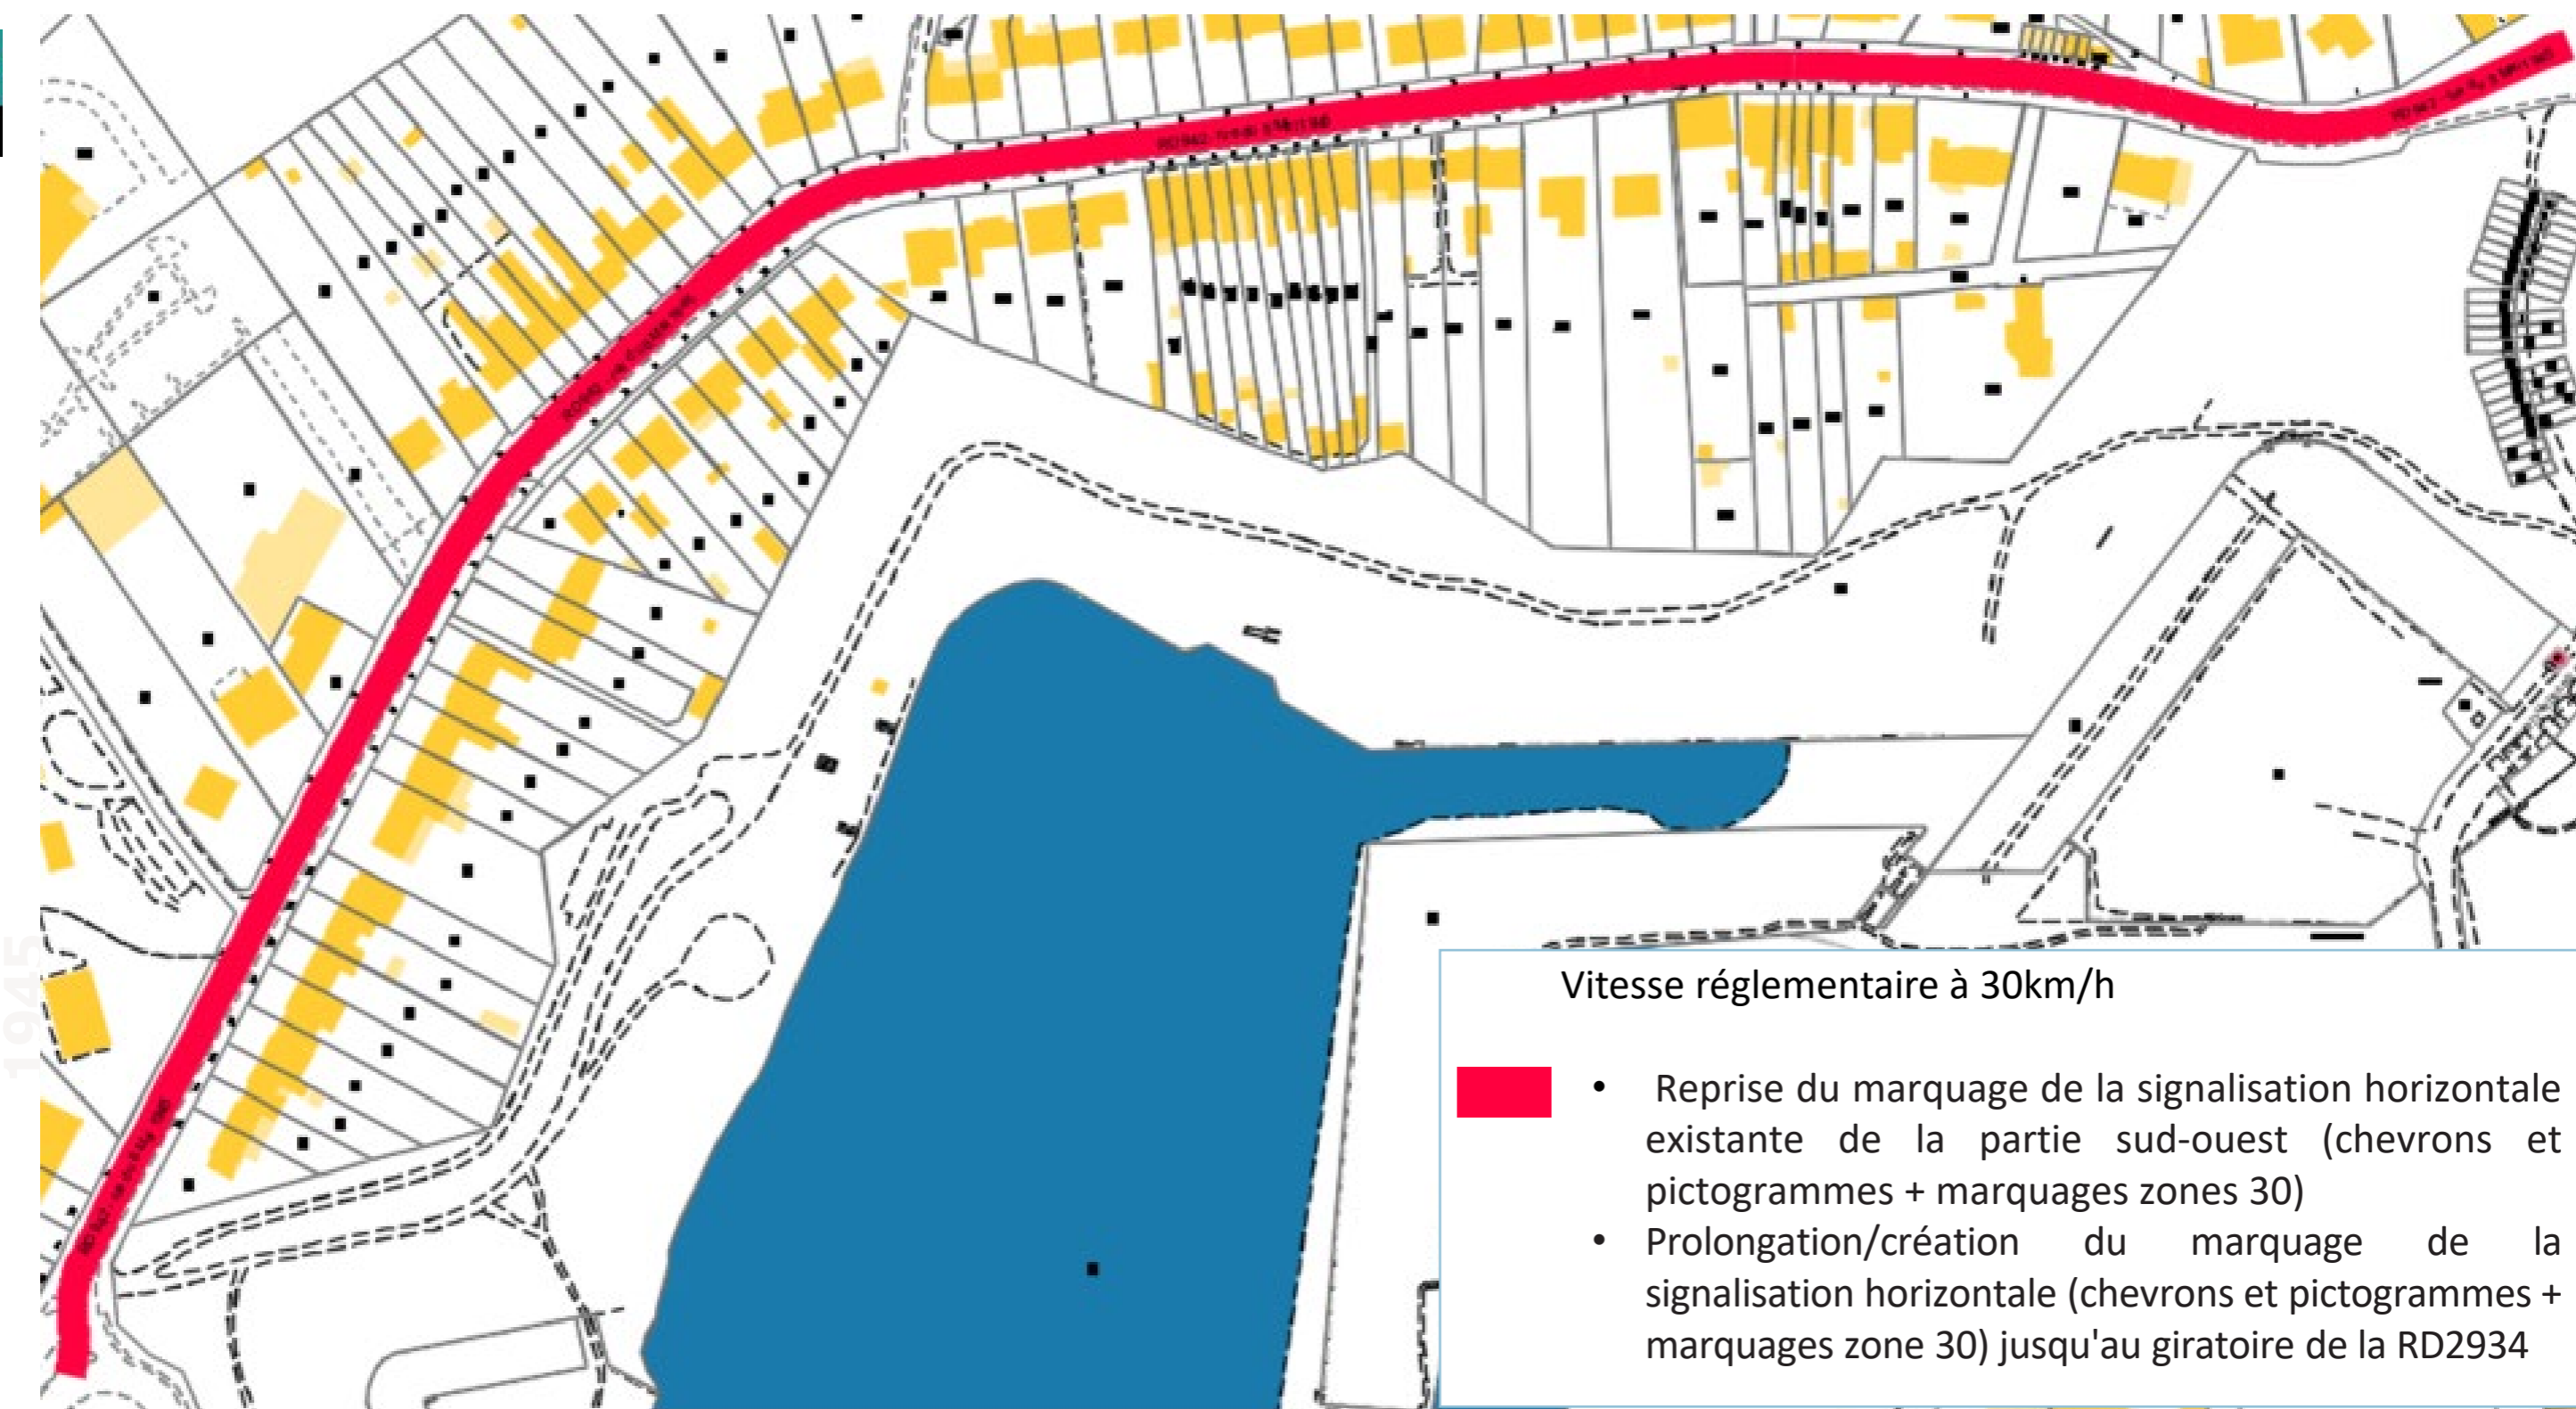 1945
Vitesse réglementaire à 30km/h
• Reprise du marquage de la signalisation horizontale
existante de la partie sud-ouest (chevrons et
pictogrammes + marquages zones 30)
• Prolongation/création du marquage de la
signalisation horizontale (chevrons et pictogrammes +
marquages zone 30) jusqu'au giratoire de la RD2934